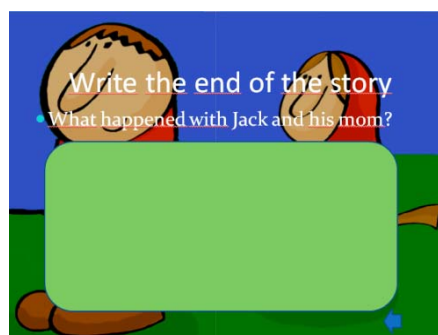 Write the end of the story
What happened with Jack and his mom?